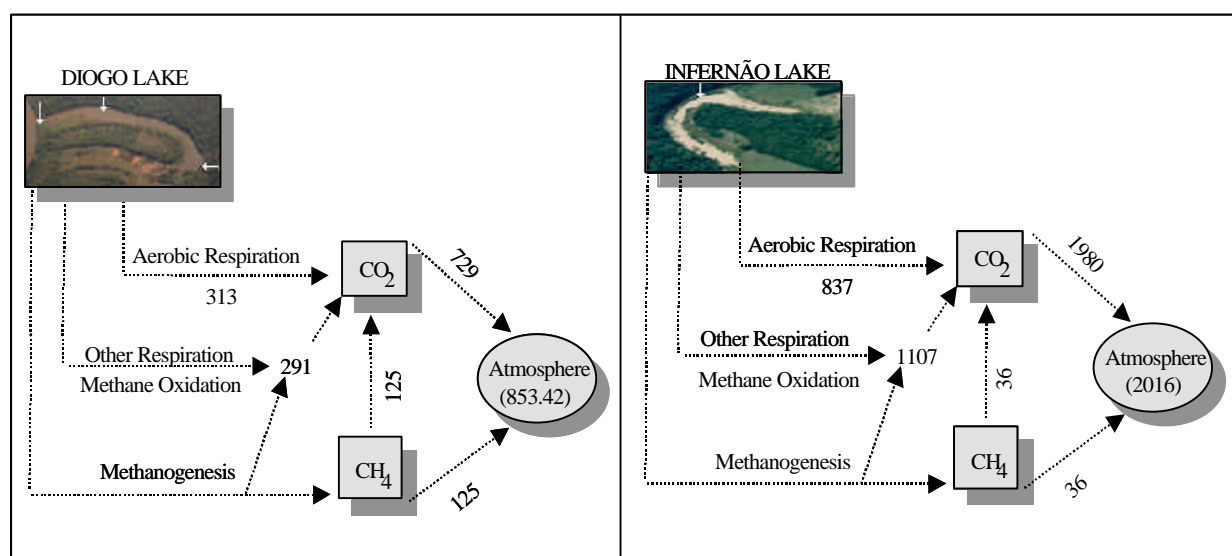 DIOGO LAKE
Aerobic Respiration
313
CO2
729
Other Respiration
291
Methane Oxidation
125
Atmosphere
(853.42)
Methanogenesis
CH4
125
INFERNÃO LAKE
Aerobic Respiration
837
CO2
1980
Other Respiration
1107
Methane Oxidation
36
Atmosphere
(2016)
Methanogenesis
CH4
36